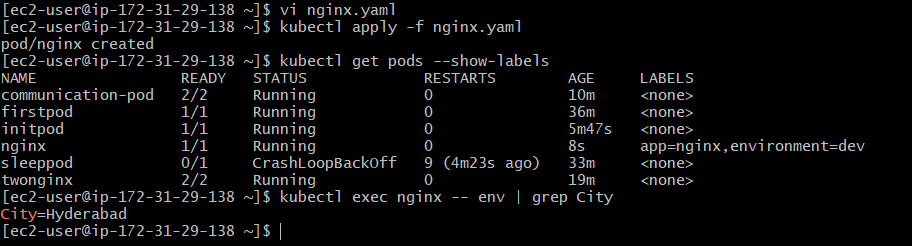 [ec2-user@ip-172-31-29-138 ~]$ vi nginx.yaml
[ec2-user@ip-172-31-29-138 ~]$ kubectl apply -f nginx.yaml
pod/nginx created
[ec2-user@ip-172-31-29-138 ~]$ kubectl get pods --show-labels
NAME                READY   STATUS             RESTARTS        AGE     LABELS
communication-pod   2/2     Running            0               10m     <none>
firstpod            1/1     Running            0               36m     <none>
initpod             1/1     Running            0               5m47s   <none>
nginx               1/1     Running            0               8s      app=nginx,environment=dev
sleeppod            0/1     CrashLoopBackOff   9 (4m23s ago)   33m     <none>
twonginx            2/2     Running            0               19m     <none>
[ec2-user@ip-172-31-29-138 ~]$ kubectl exec nginx -- env | grep City
City=Hyderabad
[ec2-user@ip-172-31-29-138 ~]$